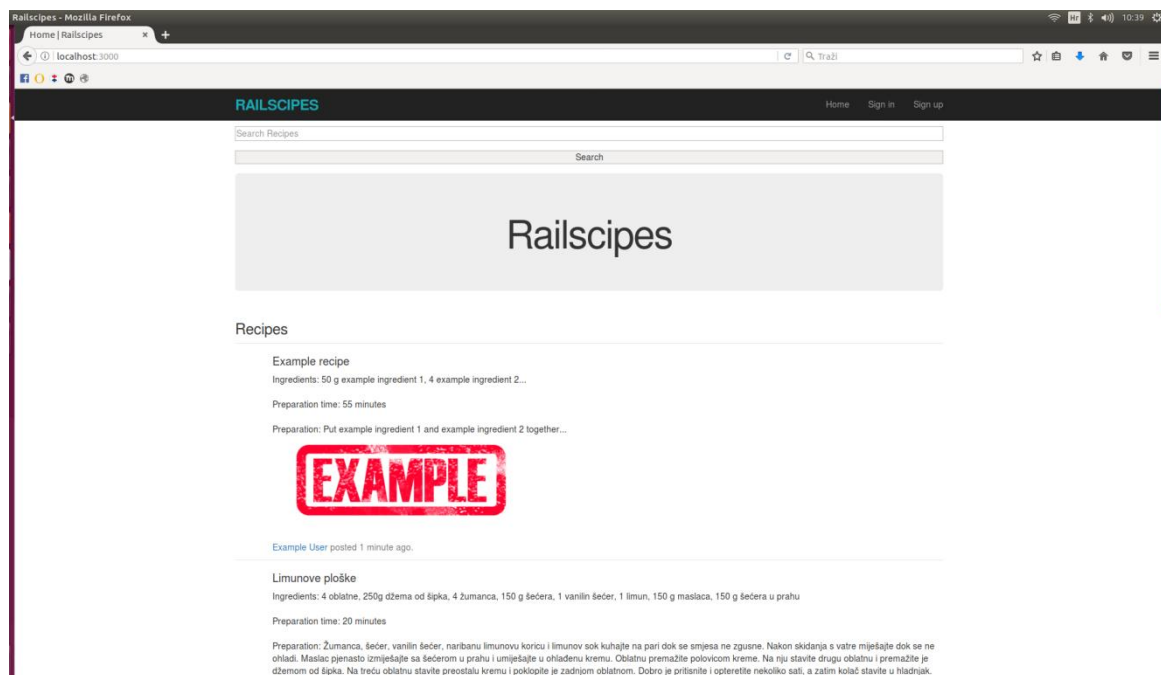 Railscipes - Mozilla Firefox
Hr
10:39
Home | Railscipes
localhost:3000
Traži
RAILSCIPES
Home
Sign in
Sign up
Search Recipes
Search
Railscipes
Recipes
Example recipe
Ingredients: 50 g example ingredient 1, 4 example ingredient 2...
Preparation time: 55 minutes
Preparation: Put example ingredient 1 and example ingredient 2 together...
EXAMPLE
Example User posted 1 minute ago.
Limunove ploške
Ingredients: 4 oblatne, 250g džema od šipka, 4 žumanca, 150 g šećera, 1 vanilin šećer, 1 limun, 150 g maslaca, 150 g šećera u prahu
Preparation time: 20 minutes
Preparation: Žumanca, šećer, vanilin šećer, naribanu limunovu koricu i limunov sok kuhajte na pari dok se smjesa ne zgusne. Nakon skidanja s vatre miješajte dok se ne
ohladi. Maslac pjenasto izmiješajte sa šećerom u prahu i umiješajte u ohlađenu kremu. Oblatnu premažite polovicom kreme. Na nju stavite drugu oblatnu i premažite je
džemom od šipka. Na treću oblatnu stavite preostalu kremu i poklopite je zadnjom oblatnom. Dobro je pritisnite i opteretite nekoliko sati, a zatim kolač stavite u hladnjak.